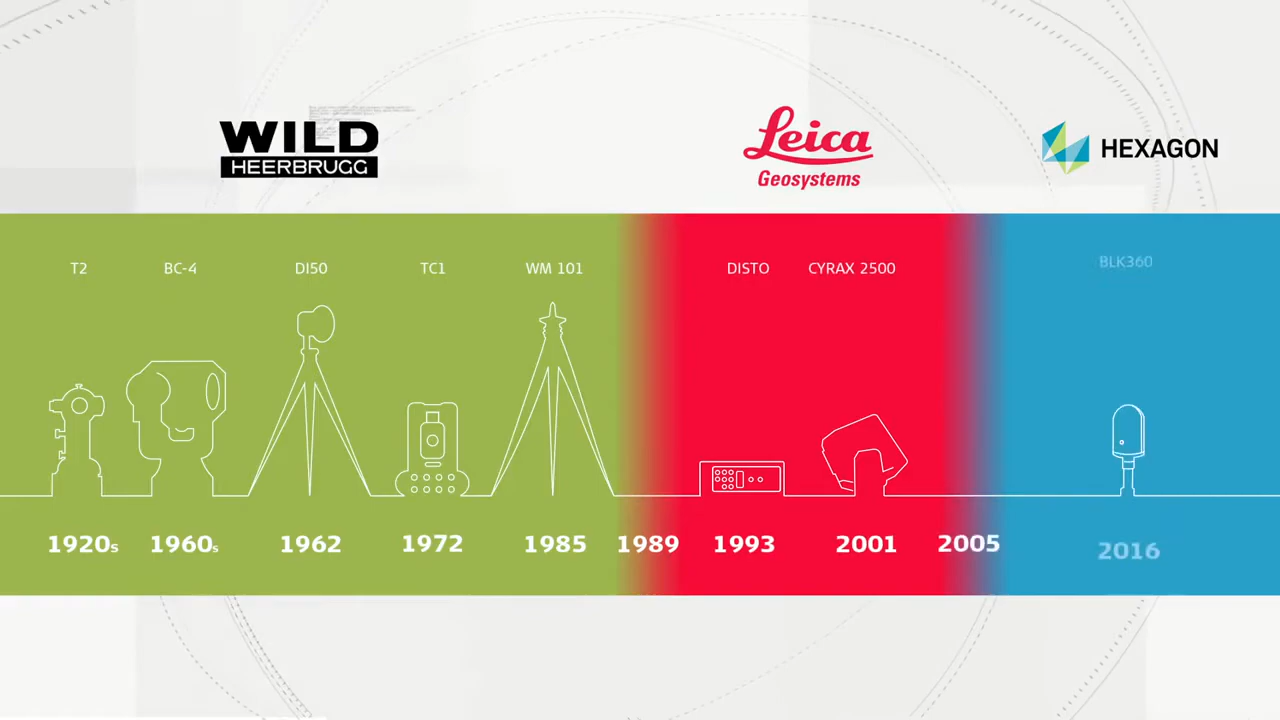 WILD
HEERBRUGG
Leica
Geosystems
HEXAGON
T2 BC-4 DI50 TC1 WM 101 DISTO CYRAX 2500 BLK360
1920s 1960s 1962 1972 1985 1989 1993 2001 2005 2016